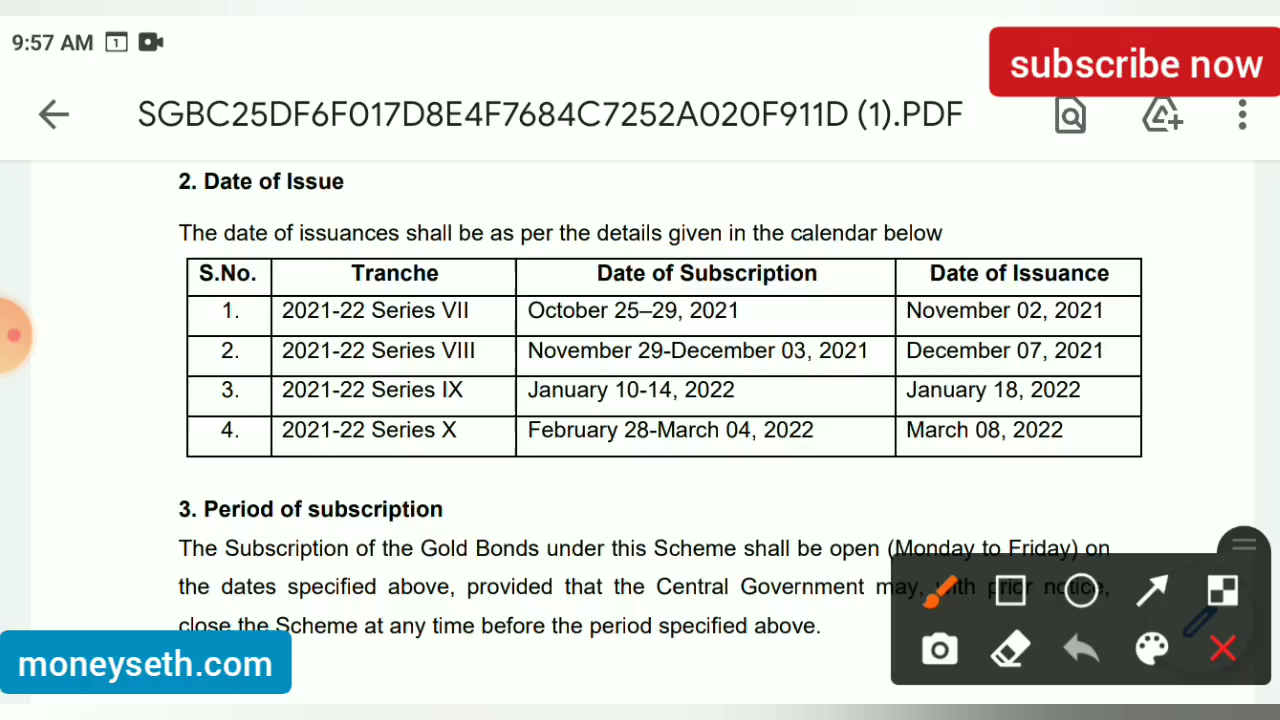 9:57 AM 1
subscribe now
SGBC25DF6F017D8E4F7684C7252A020F911D (1).PDF
2. Date of Issue
The date of issuances shall be as per the details given in the calendar below
S.No. Tranche Date of Subscription Date of Issuance
1. 2021-22 Series VII October 25–29, 2021 November 02, 2021
2. 2021-22 Series VIII November 29-December 03, 2021 December 07, 2021
3. 2021-22 Series IX January 10-14, 2022 January 18, 2022
4. 2021-22 Series X February 28-March 04, 2022 March 08, 2022
3. Period of subscription
The Subscription of the Gold Bonds under this Scheme shall be open (Monday to Friday) on
the dates specified above, provided that the Central Government may, with prior notice,
close the Scheme at any time before the period specified above.
moneyseth.com